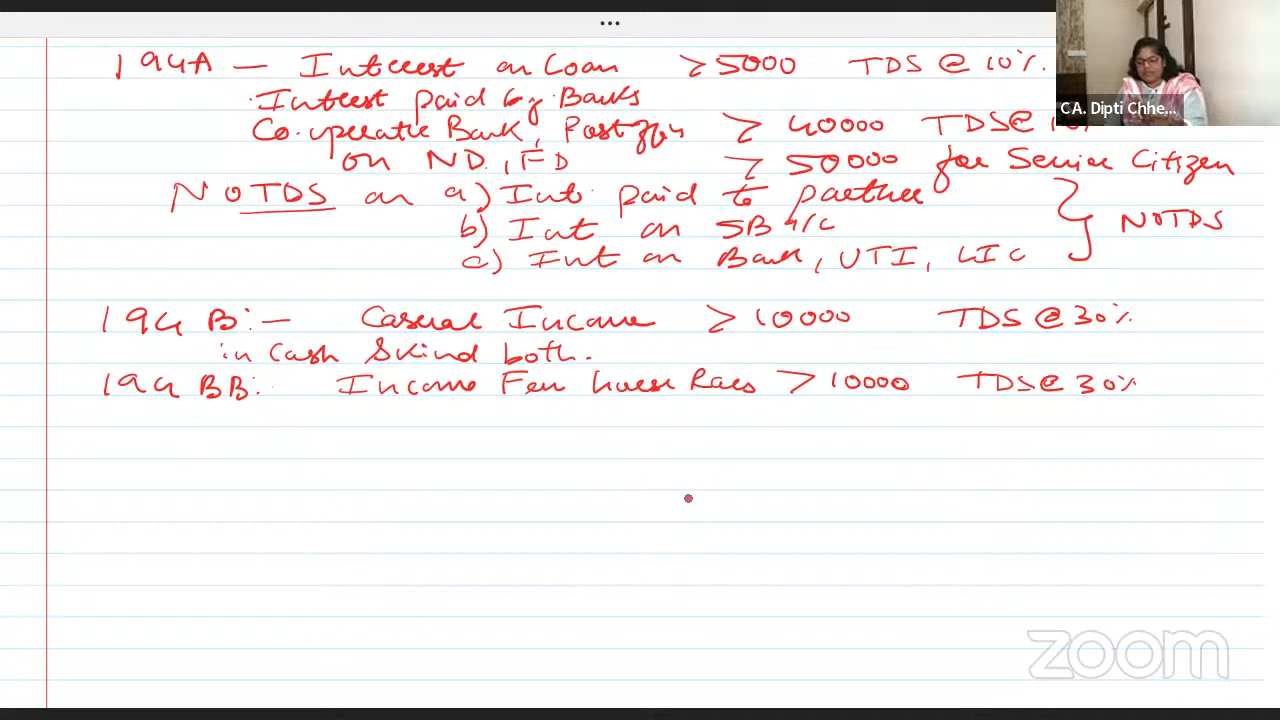 194A — Interest on Loan ≥ 5000 TDS @ 10%.
Interest paid by Banks
Co-operative Bank, Post offn ≥ 40000 TDS @ 10%
on ND, FD ≥ 50000 for Senior Citizen
NO TDS on a) Int. paid to partner
b) Int on SB A/C
c) Int on Bank, UTI, LIC
} NO TDS
194 B:- Casual Income ≥ 10000 TDS @ 30%.
in cash & kind both.
194 BB:- Income Fem horse Races > 10000 TDS @ 30%
CA. Dipti Chhe...
zoom